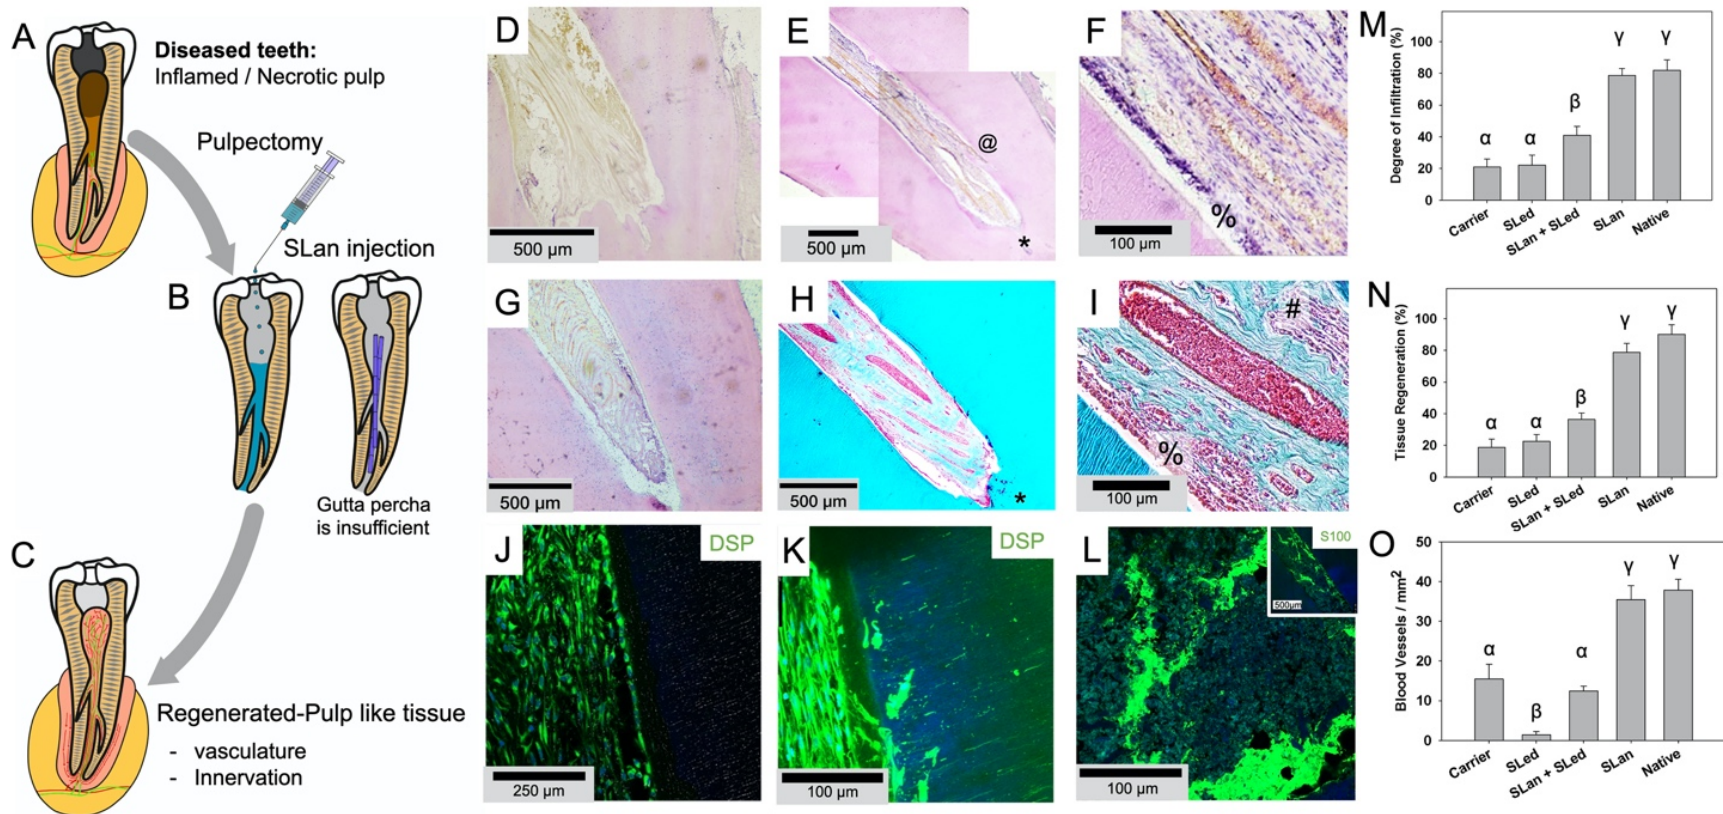 A
Diseased teeth:
Inflamed / Necrotic pulp
Pulpectomy
SLan injection
B
Gutta percha
is insufficient
C
Regenerated-Pulp like tissue
- vasculature
- Innervation
D
500 µm
E
@
*
500 µm
F
%
100 µm
G
500 µm
H
*
500 µm
I
#
%
100 µm
J
DSP
250 µm
K
DSP
100 µm
L
S100
500µm
100 µm
M
Degree of Infiltration (%)
100
80
60
40
20
0
α
α
β
γ
γ
Carrier
SLed
SLan + SLed
SLan
Native
N
Tissue Regeneration (%)
100
80
60
40
20
0
α
α
β
γ
γ
Carrier
SLed
SLan + SLed
SLan
Native
O
Blood Vessels / mm²
50
40
30
20
10
0
α
β
α
γ
γ
Carrier
SLed
SLan + SLed
SLan
Native